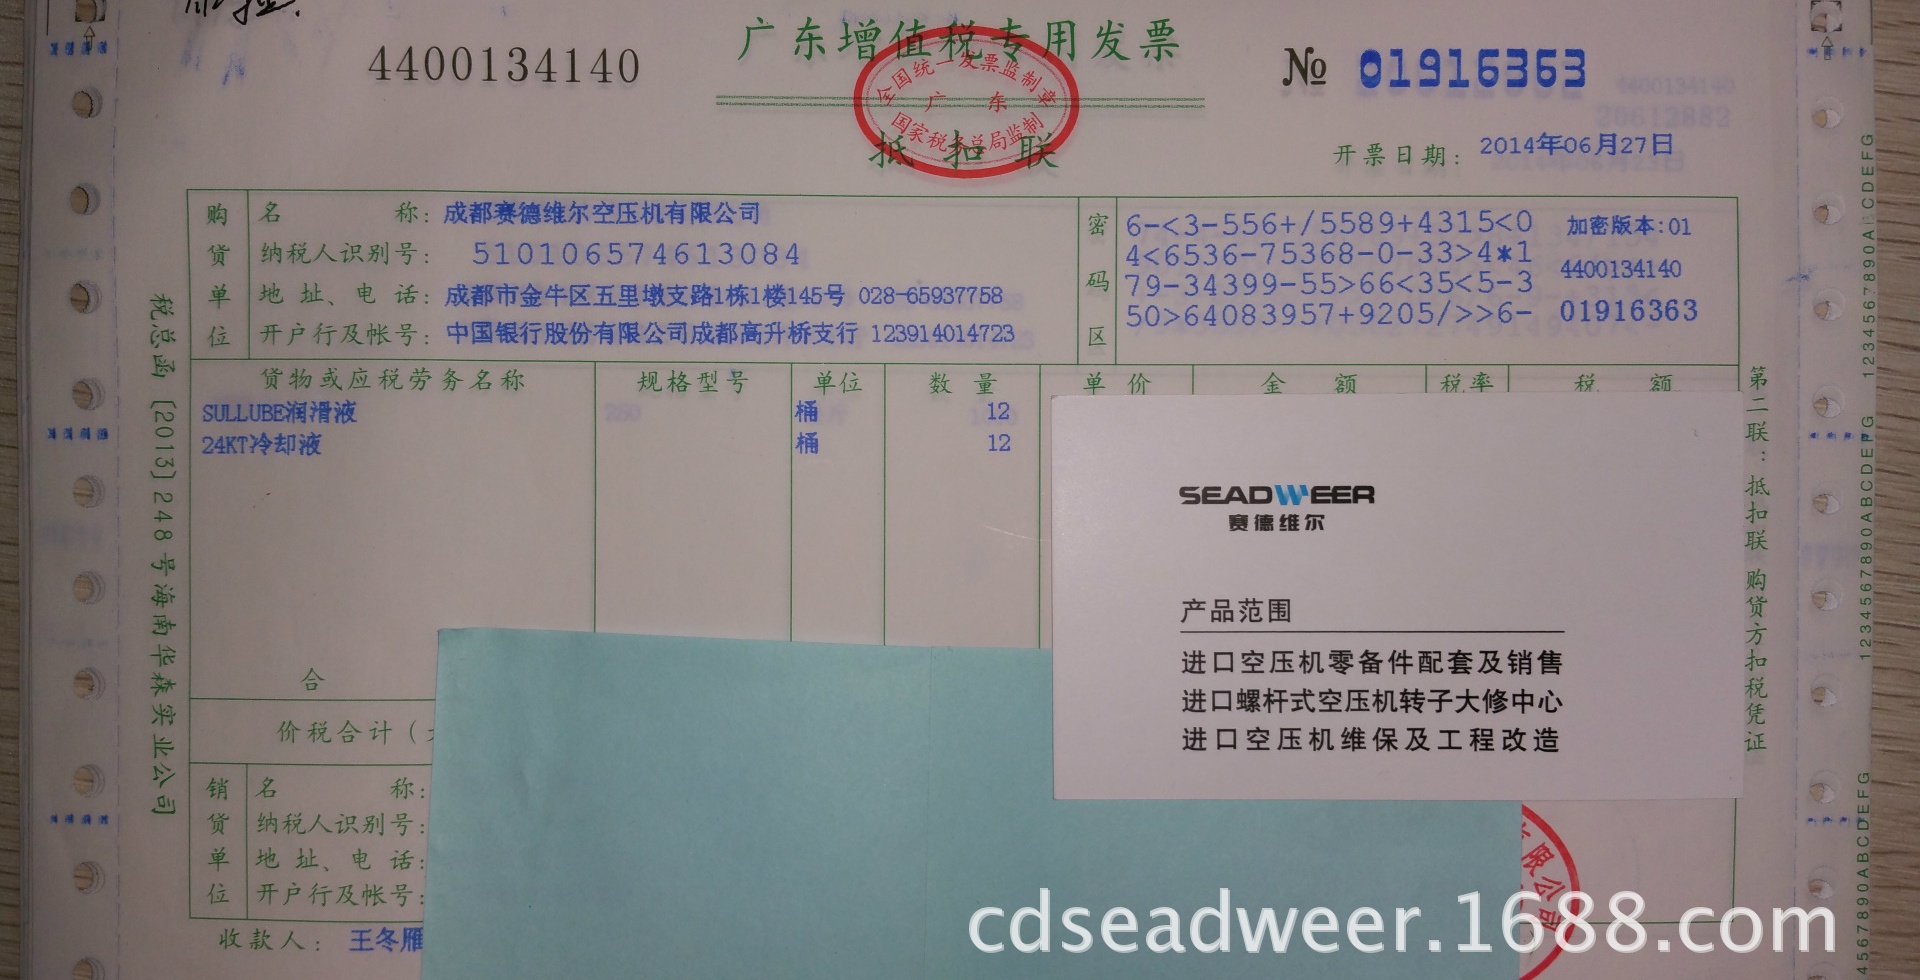 4400134140
广东增值税专用发票
№ 01916363
全国统一发票监制章
广东
国家税务总局监制
抵扣联
开票日期: 2014年06月27日
购货单位
名称: 成都赛德维尔空压机有限公司
纳税人识别号: 510106574613084
地址、电话: 成都市金牛区五里墩支路1栋1楼145号 028-65937758
开户行及帐号: 中国银行股份有限公司成都高升桥支行 123914014723
密码区
6-<3-556+/5589+4315<0 加密版本:01
4<6536-75368-0-33>4*1
79-34399-55>66<35<5-3 4400134140
50>64083957+9205/>>6- 01916363
货物或应税劳务名称 规格型号 单位 数量 单价 金额 税率 税额
SULLUBE润滑液 桶 12
24KT冷却液 桶 12
合
价税合计(
销货单位
名称:
纳税人识别号:
地址、电话:
开户行及帐号:
收款人: 王冬雁
税总函[2013]248号海南华森实业公司
第二联:抵扣联 购货方扣税凭证
SEADWEER
赛德维尔
产品范围
进口空压机零备件配套及销售
进口螺杆式空压机转子大修中心
进口空压机维保及工程改造
限公司
cdseadweer.1688.com
1234567890ABCDEFG
1234567890ABCDEFG
4567890ABCDEFG